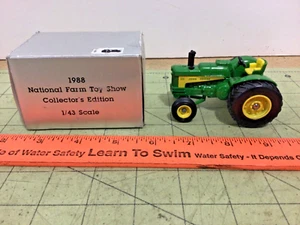 1988
National Farm Toy Show
Collector's Edition
1/43 Scale
of Water Safety - Learn To Swim - Water Safety - It Depends